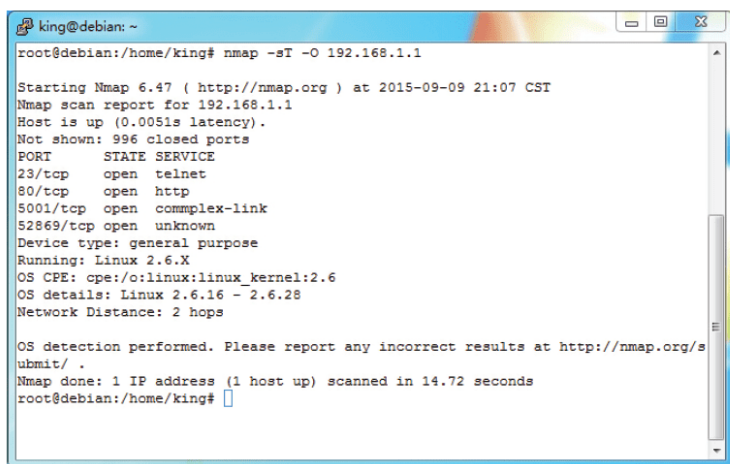 king@debian: ~
root@debian:/home/king# nmap -sT -O 192.168.1.1
Starting Nmap 6.47 ( http://nmap.org ) at 2015-09-09 21:07 CST
Nmap scan report for 192.168.1.1
Host is up (0.0051s latency).
Not shown: 996 closed ports
PORT      STATE SERVICE
23/tcp    open  telnet
80/tcp    open  http
5001/tcp  open  commplex-link
52869/tcp open  unknown
Device type: general purpose
Running: Linux 2.6.X
OS CPE: cpe:/o:linux:linux_kernel:2.6
OS details: Linux 2.6.16 - 2.6.28
Network Distance: 2 hops
OS detection performed. Please report any incorrect results at http://nmap.org/s
ubmit/ .
Nmap done: 1 IP address (1 host up) scanned in 14.72 seconds
root@debian:/home/king#